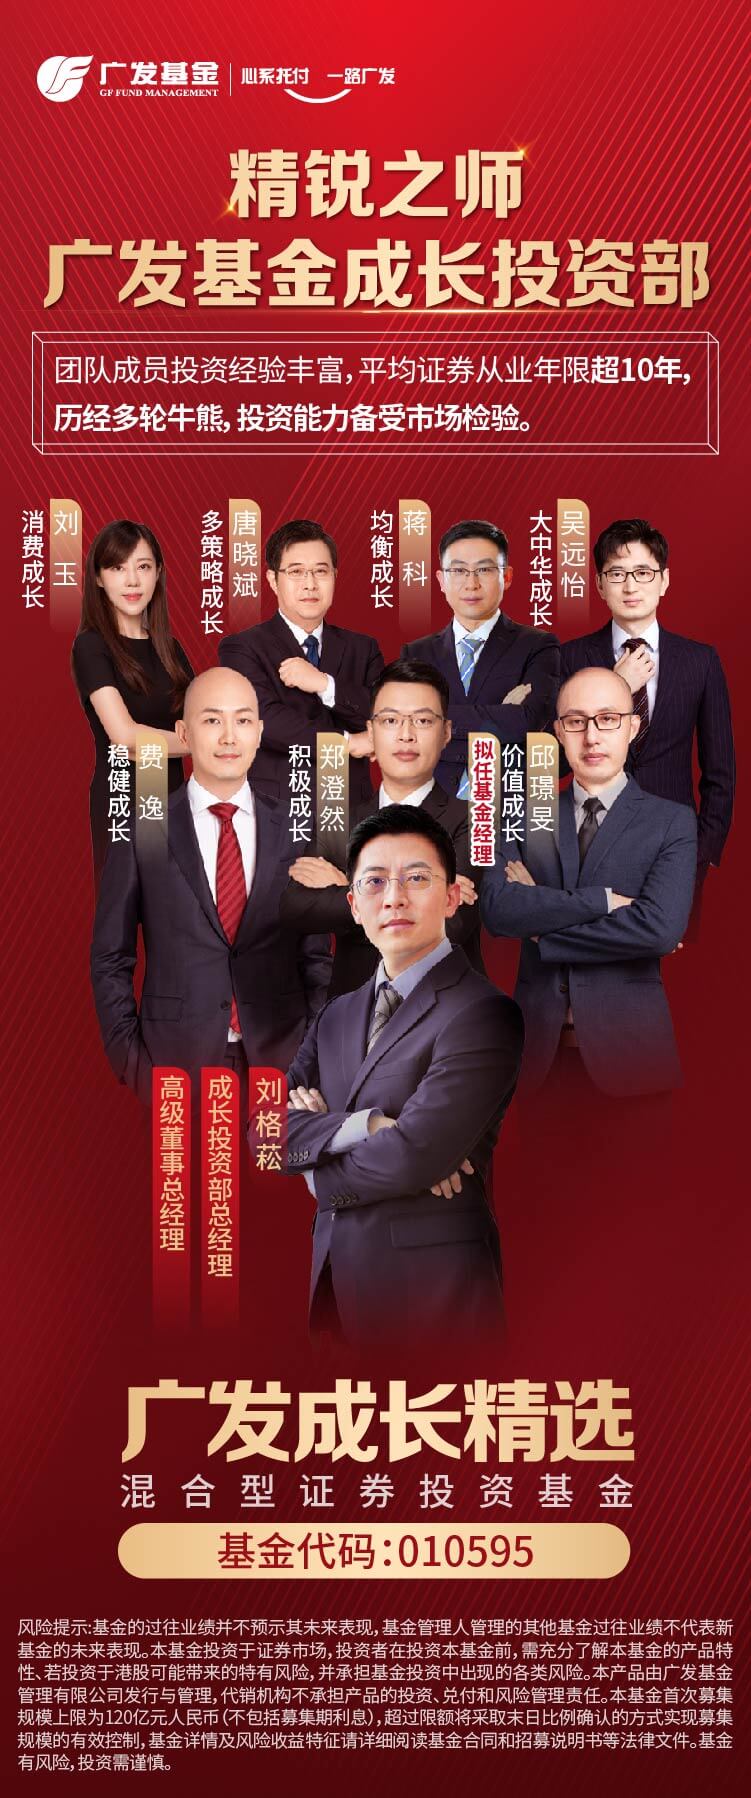 广发基金
GF FUND MANAGEMENT
心系托付 一路广发
精锐之师
广发基金成长投资部
团队成员投资经验丰富,平均证券从业年限超10年,
历经多轮牛熊,投资能力备受市场检验。
刘玉
消费成长
唐晓斌
多策略成长
蒋科
均衡成长
吴远怡
大中华成长
费逸
稳健成长
郑澄然
积极成长
邱璟旻
价值成长
拟任基金经理
刘格菘
成长投资部总经理
高级董事总经理
广发成长精选
混合型证券投资基金
基金代码:010595
风险提示:基金的过往业绩并不预示其未来表现,基金管理人管理的其他基金过往业绩不代表新
基金的未来表现。本基金投资于证券市场,投资者在投资本基金前,需充分了解本基金的产品特
性、若投资于港股可能带来的特有风险,并承担基金投资中出现的各类风险。本产品由广发基金
管理有限公司发行与管理,代销机构不承担产品的投资、兑付和风险管理责任。本基金首次募集
规模上限为120亿元人民币(不包括募集期利息),超过限额将采取末日比例确认的方式实现募集
规模的有效控制,基金详情及风险收益特征请详细阅读基金合同和招募说明书等法律文件。基金
有风险,投资需谨慎。